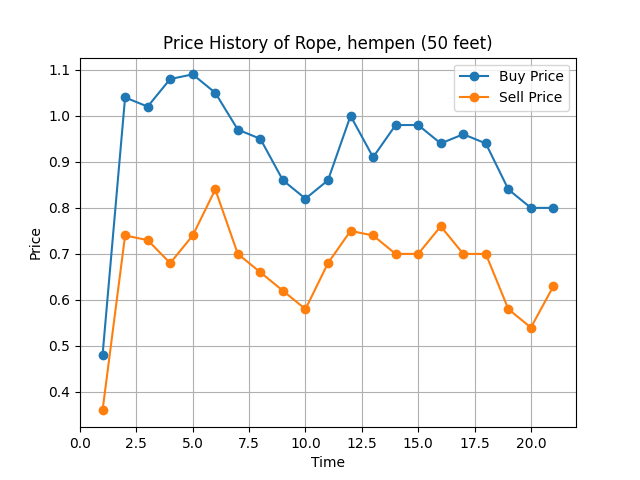 Price History of Rope, hempen (50 feet)
Buy Price
Sell Price
Price
1.1
1.0
0.9
0.8
0.7
0.6
0.5
0.4
0.0 2.5 5.0 7.5 10.0 12.5 15.0 17.5 20.0
Time